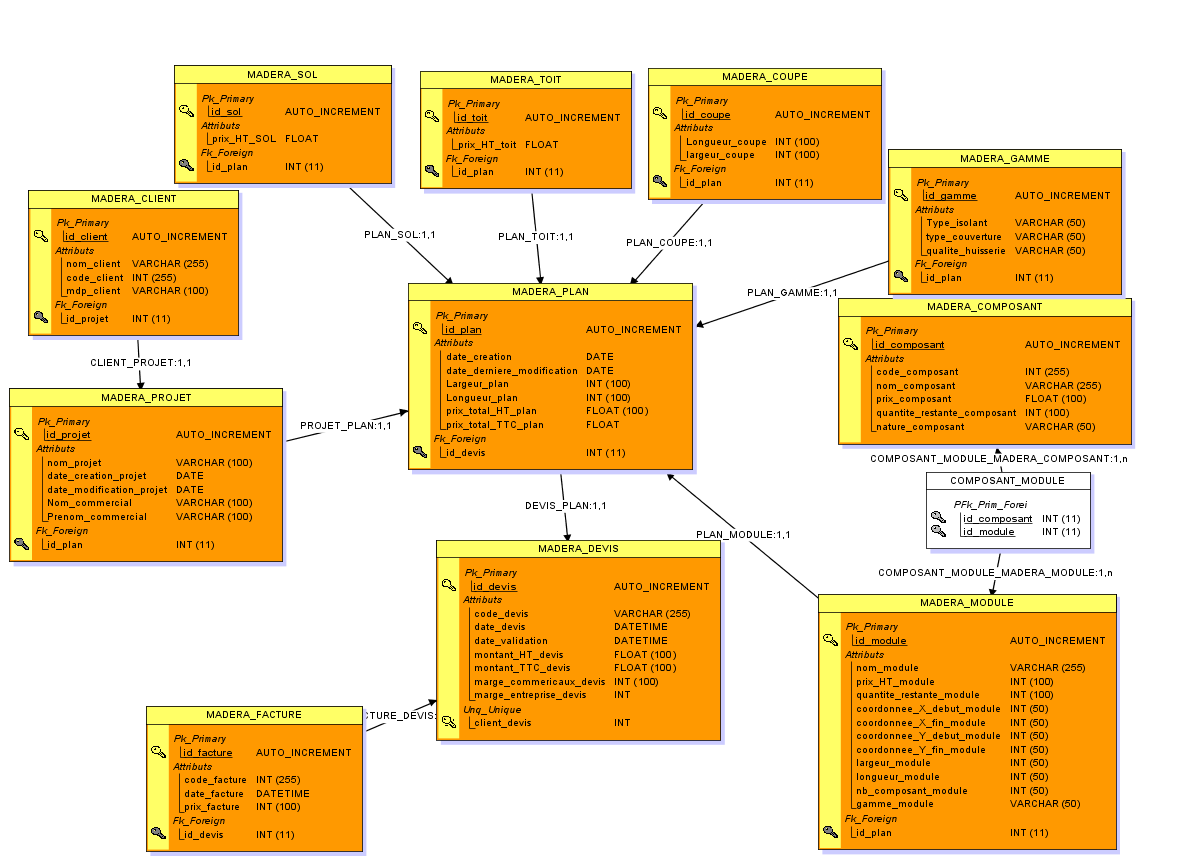 MADERA_SOL
Pk_Primary
id_sol AUTO_INCREMENT
Attributs
prix_HT_SOL FLOAT
Fk_Foreign
id_plan INT (11)
MADERA_TOIT
Pk_Primary
id_toit AUTO_INCREMENT
Attributs
prix_HT_toit FLOAT
Fk_Foreign
id_plan INT (11)
MADERA_COUPE
Pk_Primary
id_coupe AUTO_INCREMENT
Attributs
Longueur_coupe INT (100)
largeur_coupe INT (100)
Fk_Foreign
id_plan INT (11)
MADERA_GAMME
Pk_Primary
id_gamme AUTO_INCREMENT
Attributs
Type_isolant VARCHAR (50)
type_couverture VARCHAR (50)
qualite_huisserie VARCHAR (50)
Fk_Foreign
id_plan INT (11)
MADERA_CLIENT
Pk_Primary
id_client AUTO_INCREMENT
Attributs
nom_client VARCHAR (255)
code_client INT (255)
mdp_client VARCHAR (100)
Fk_Foreign
id_projet INT (11)
PLAN_SOL:1,1
PLAN_TOIT:1,1
PLAN_COUPE:1,1
PLAN_GAMME:1,1
MADERA_PLAN
Pk_Primary
id_plan AUTO_INCREMENT
Attributs
date_creation DATE
date_derniere_modification DATE
Largeur_plan INT (100)
Longueur_plan INT (100)
prix_total_HT_plan FLOAT (100)
prix_total_TTC_plan FLOAT
Fk_Foreign
id_devis INT (11)
MADERA_COMPOSANT
Pk_Primary
id_composant AUTO_INCREMENT
Attributs
code_composant INT (255)
nom_composant VARCHAR (255)
prix_composant FLOAT (100)
quantite_restante_composant INT (100)
nature_composant VARCHAR (50)
CLIENT_PROJET:1,1
MADERA_PROJET
Pk_Primary
id_projet AUTO_INCREMENT
Attributs
nom_projet VARCHAR (100)
date_creation_projet DATE
date_modification_projet DATE
Nom_commercial VARCHAR (100)
Prenom_commercial VARCHAR (100)
Fk_Foreign
id_plan INT (11)
PROJET_PLAN:1,1
COMPOSANT_MODULE_MADERA_COMPOSANT:1,n
COMPOSANT_MODULE
PFk_Prim_Forei
id_composant INT (11)
id_module INT (11)
COMPOSANT_MODULE_MADERA_MODULE:1,n
DEVIS_PLAN:1,1
PLAN_MODULE:1,1
MADERA_DEVIS
Pk_Primary
id_devis AUTO_INCREMENT
Attributs
code_devis VARCHAR (255)
date_devis DATETIME
date_validation DATETIME
montant_HT_devis FLOAT (100)
montant_TTC_devis FLOAT (100)
marge_commericaux_devis INT (100)
marge_entreprise_devis INT
Unq_Unique
client_devis INT
MADERA_MODULE
Pk_Primary
id_module AUTO_INCREMENT
Attributs
nom_module VARCHAR (255)
prix_HT_module INT (100)
quantite_restante_module INT (100)
coordonnee_X_debut_module INT (50)
coordonnee_X_fin_module INT (50)
coordonnee_Y_debut_module INT (50)
coordonnee_Y_fin_module INT (50)
largeur_module INT (50)
longueur_module INT (50)
nb_composant_module INT (50)
gamme_module VARCHAR (50)
Fk_Foreign
id_plan INT (11)
CTURE_DEVIS:
MADERA_FACTURE
Pk_Primary
id_facture AUTO_INCREMENT
Attributs
code_facture INT (255)
date_facture DATETIME
prix_facture INT (100)
Fk_Foreign
id_devis INT (11)